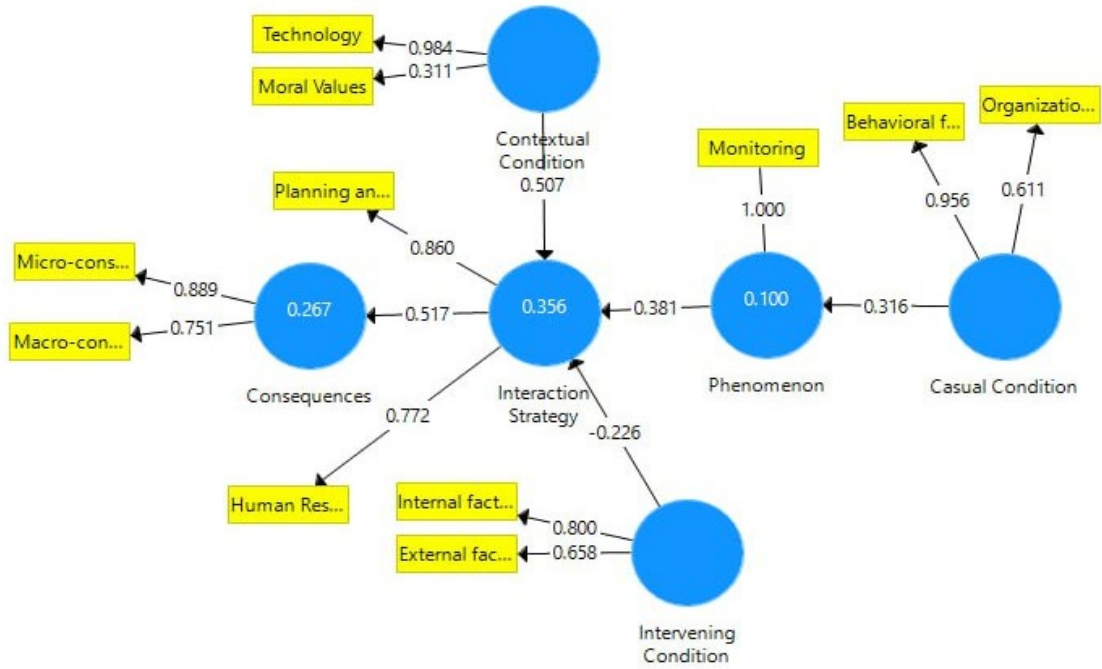 Technology
0.984
Moral Values
0.311
Contextual
Condition
0.507
Organizatio...
Behavioral f...
Monitoring
0.956
0.611
1.000
Planning an...
0.860
Micro-cons...
0.889
Macro-con...
0.751
0.267
Consequences
0.517
0.356
Interaction
Strategy
0.381
0.100
Phenomenon
0.316
Casual Condition
0.772
Human Res...
-0.226
Internal fact...
0.800
External fac...
0.658
Intervening
Condition